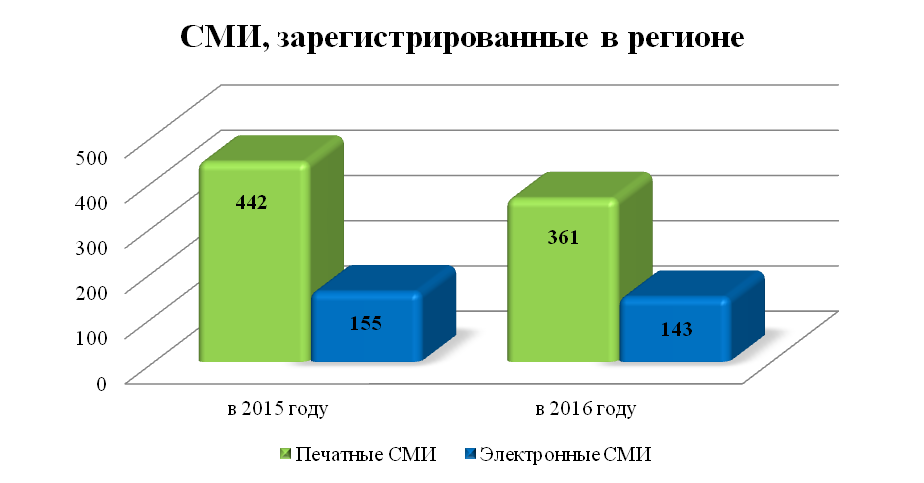 СМИ, зарегистрированные в регионе
500
400
300
200
100
0
442
155
361
143
в 2015 году
в 2016 году
Печатные СМИ
Электронные СМИ